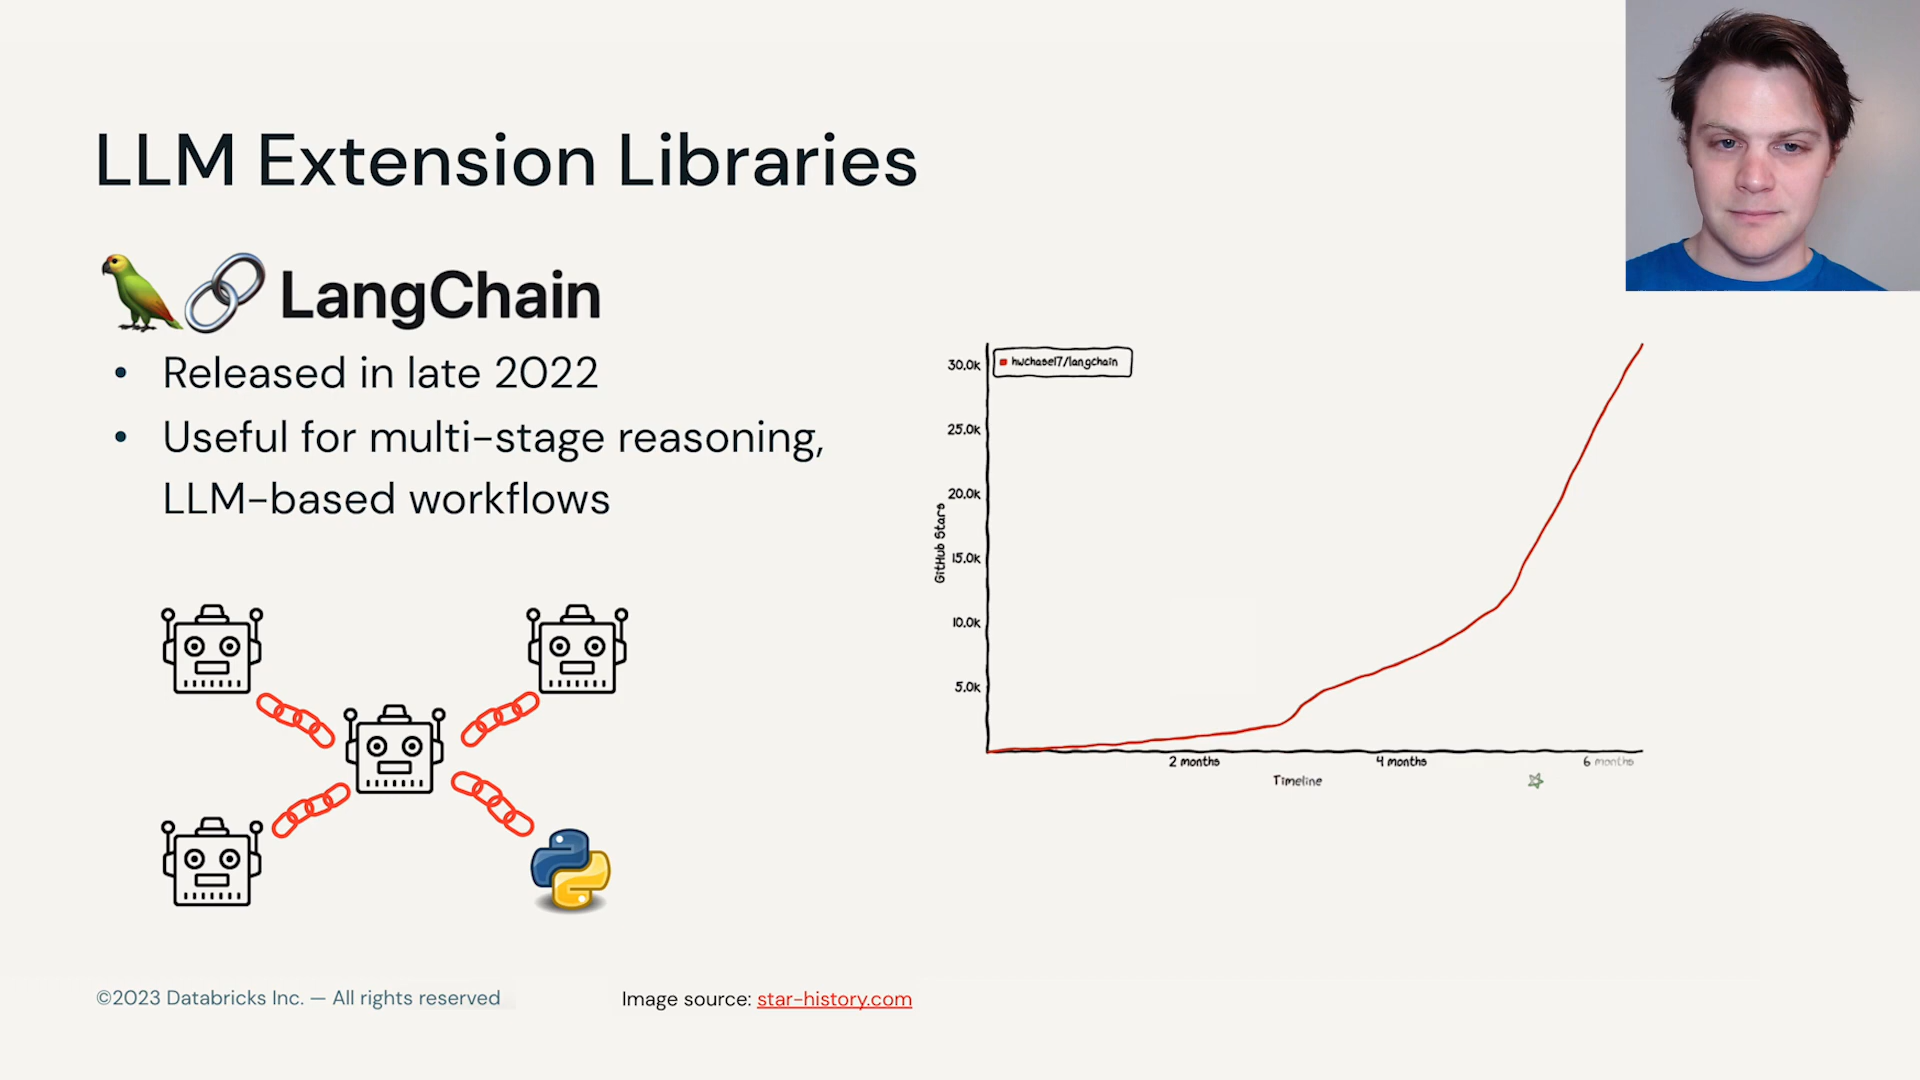 LLM Extension Libraries
LangChain
• Released in late 2022
• Useful for multi-stage reasoning,
LLM-based workflows
hwchase17/langchain
30.0k
25.0k
20.0k
15.0k
10.0k
5.0k
GitHub Stars
2 months
4 months
6 months
Timeline
©2023 Databricks Inc. — All rights reserved
Image source: star-history.com